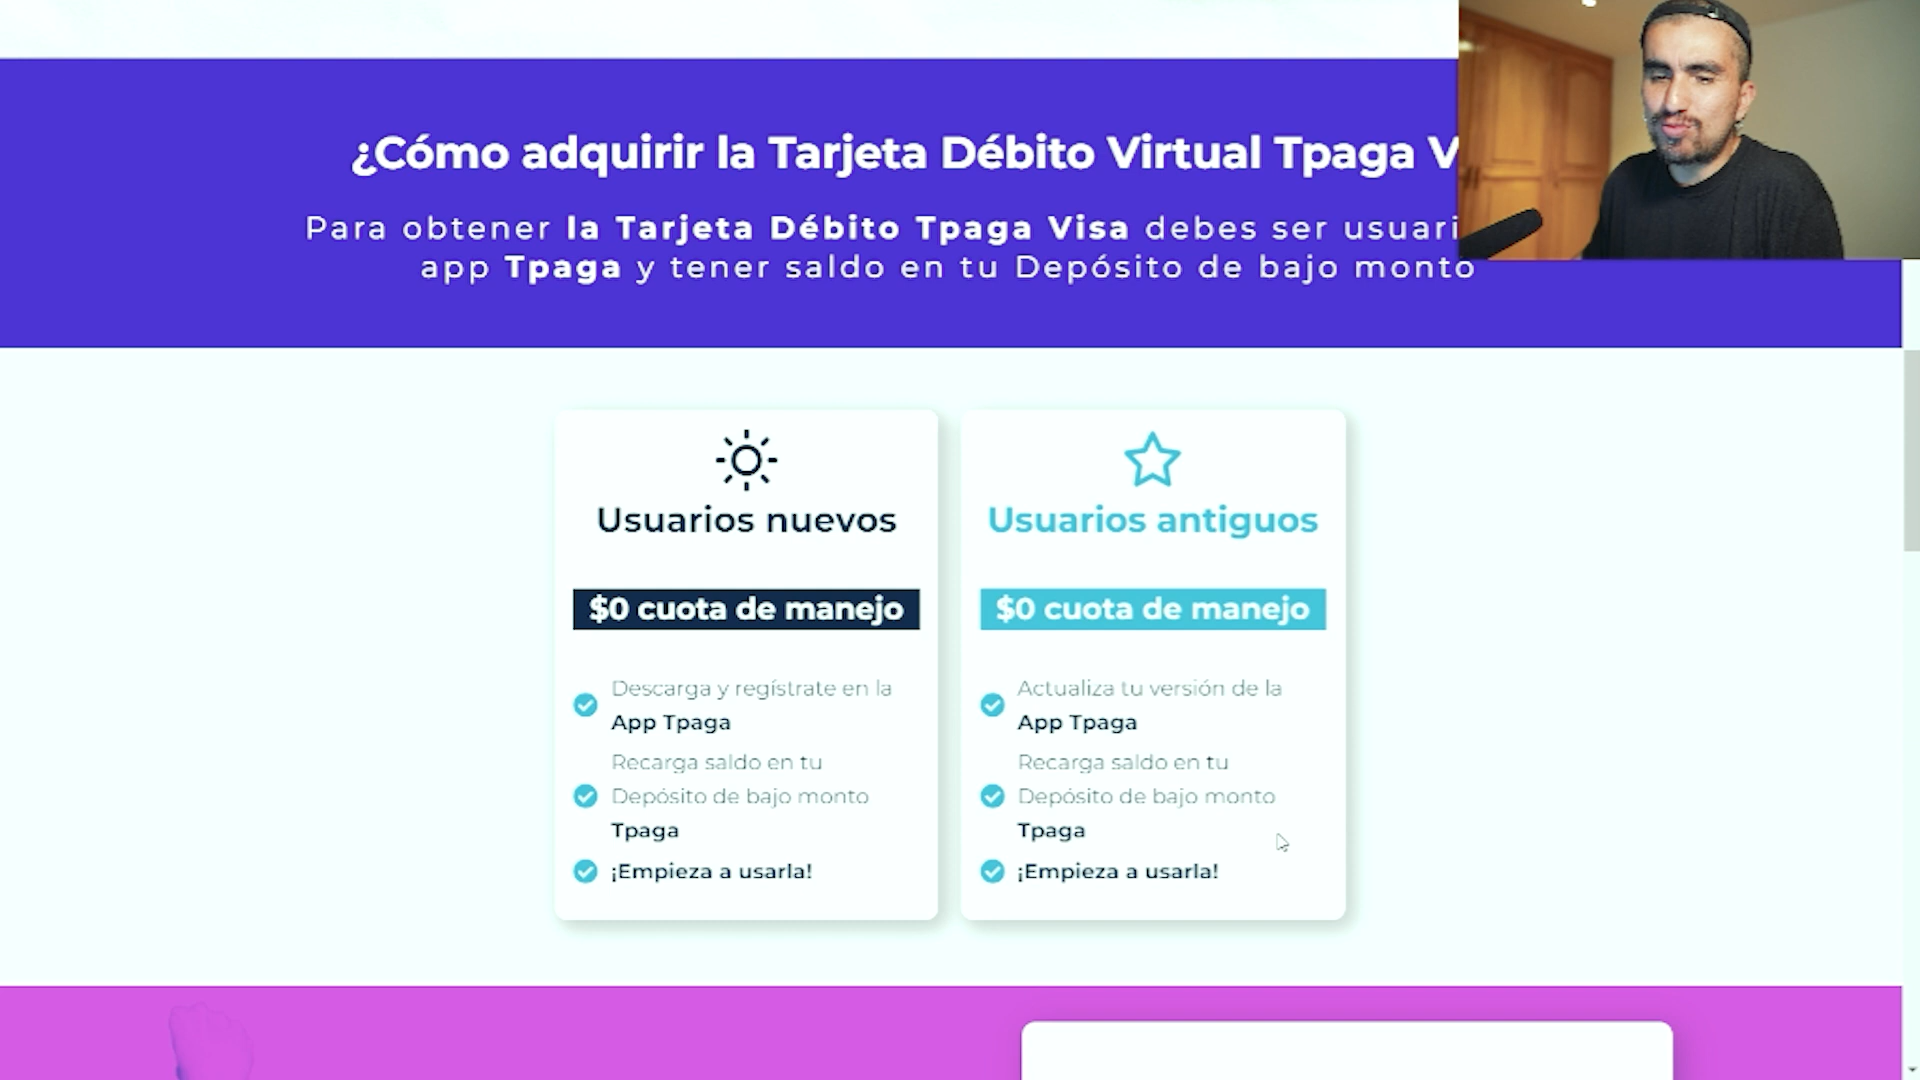 ¿Cómo adquirir la Tarjeta Débito Virtual Tpaga V
Para obtener la Tarjeta Débito Tpaga Visa debes ser usuari
app Tpaga y tener saldo en tu Depósito de bajo monto
Usuarios nuevos
$0 cuota de manejo
Descarga y regístrate en la
App Tpaga
Recarga saldo en tu
Depósito de bajo monto
Tpaga
¡Empieza a usarla!
Usuarios antiguos
$0 cuota de manejo
Actualiza tu versión de la
App Tpaga
Recarga saldo en tu
Depósito de bajo monto
Tpaga
¡Empieza a usarla!